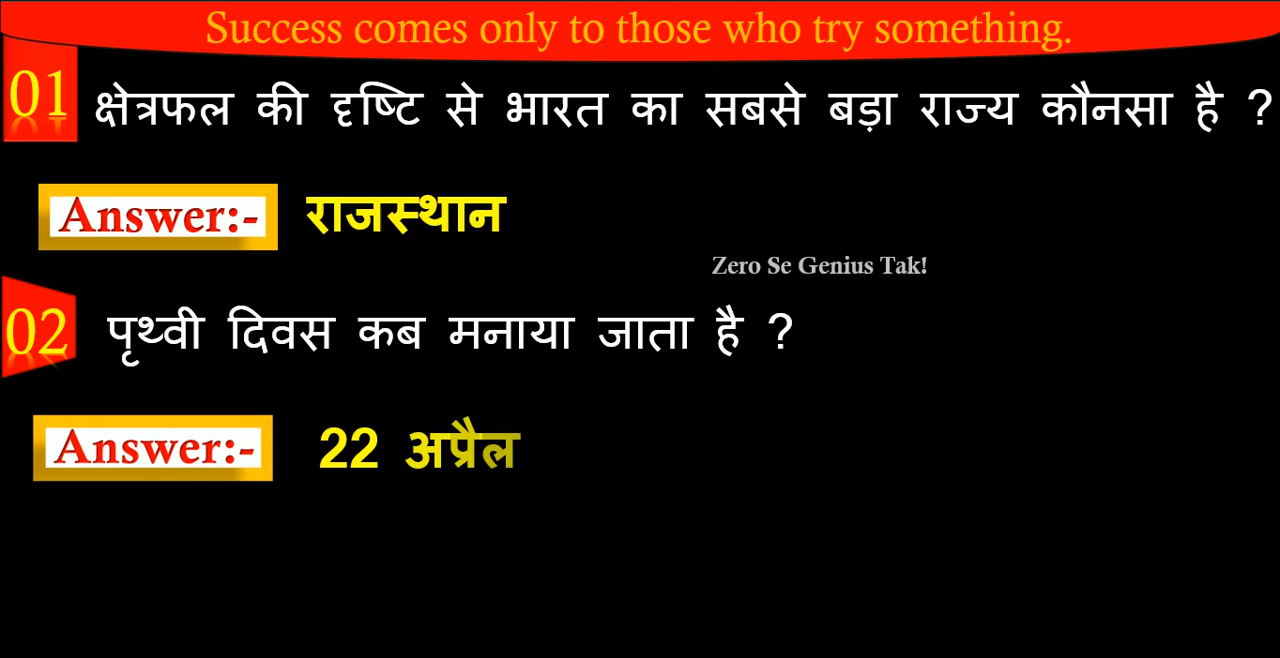 Success comes only to those who try something.
01 क्षेत्रफल की दृष्टि से भारत का सबसे बड़ा राज्य कौनसा है ?
Answer:- राजस्थान
Zero Se Genius Tak!
02 पृथ्वी दिवस कब मनाया जाता है ?
Answer:- 22 अप्रैल